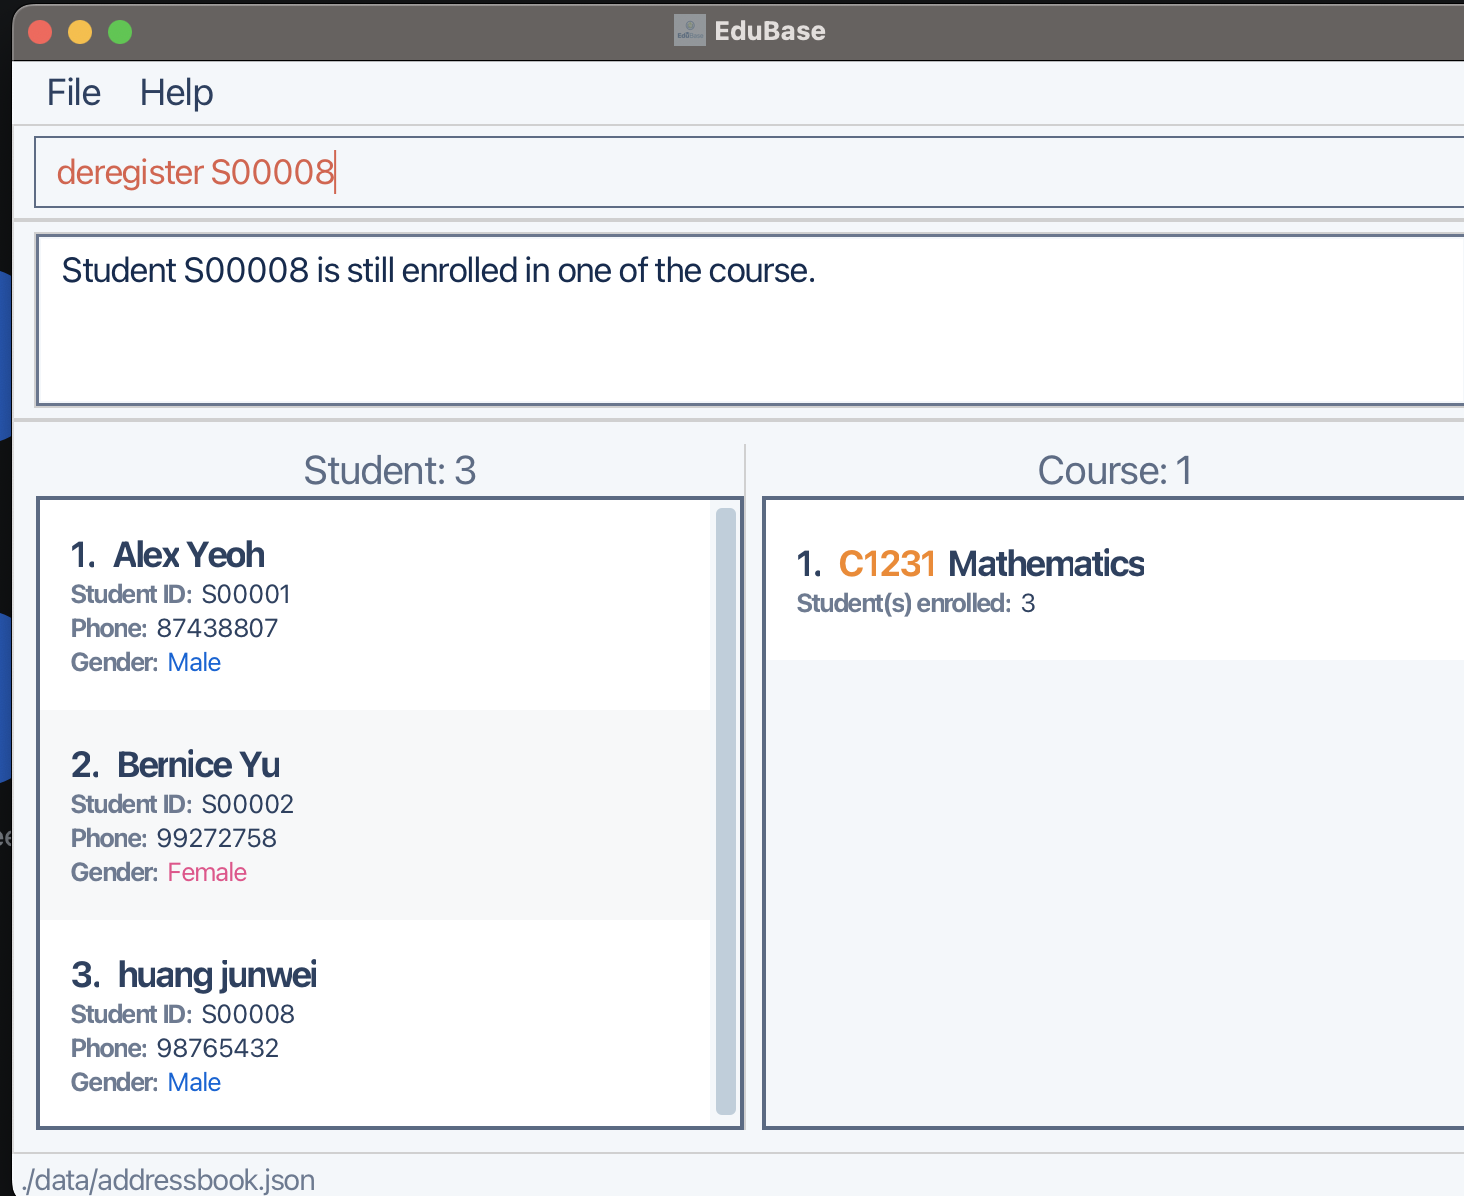 EduBase
File Help
deregister S00008
Student S00008 is still enrolled in one of the course.
Student: 3
1. Alex Yeoh
Student ID: S00001
Phone: 87438807
Gender: Male
2. Bernice Yu
Student ID: S00002
Phone: 99272758
Gender: Female
3. huang junwei
Student ID: S00008
Phone: 98765432
Gender: Male
Course: 1
1. C1231 Mathematics
Student(s) enrolled: 3
./data/addressbook.json